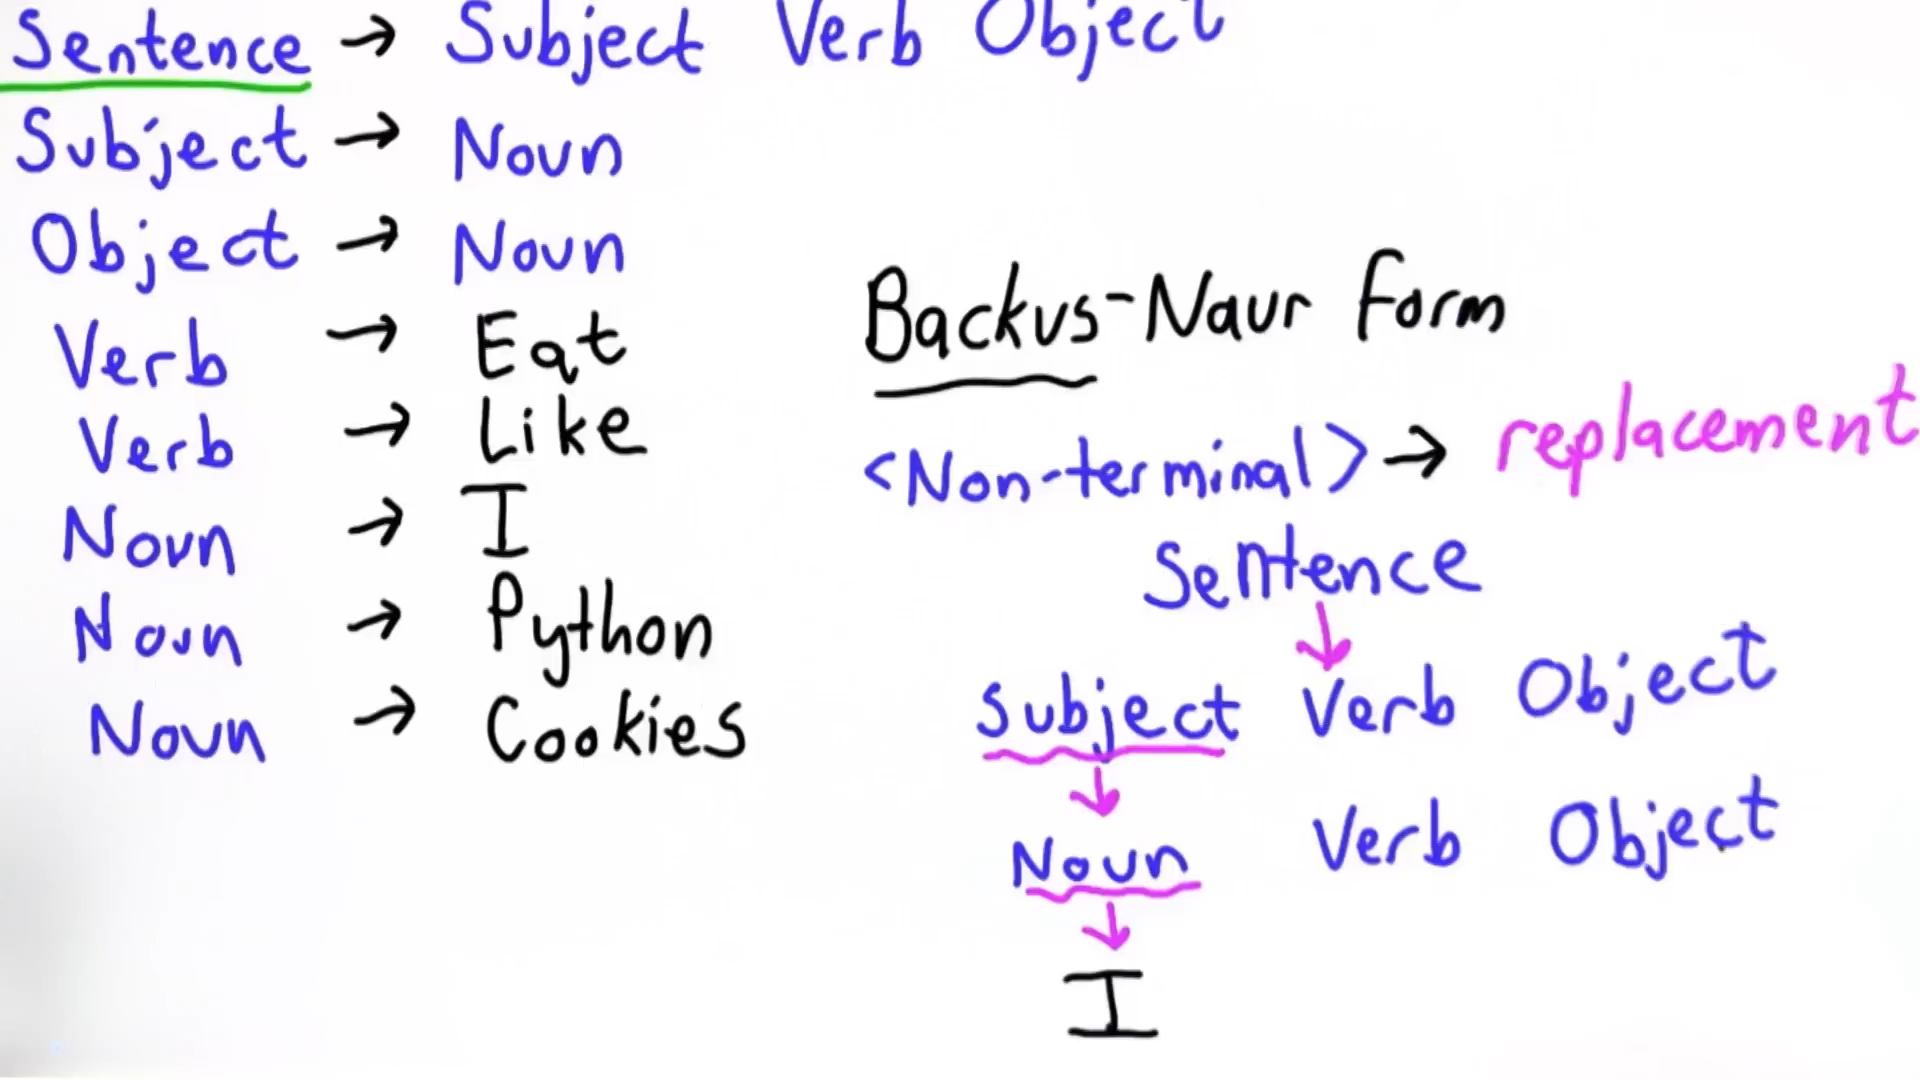 Sentence → Subject Verb Object
Subject → Noun
Object → Noun
Verb → Eat
Verb → Like
Noun → I
Noun → Python
Noun → Cookies
Backus-Naur Form
<Non-terminal> → replacement
Sentence
↓
Subject Verb Object
↓
Noun Verb Object
↓
I